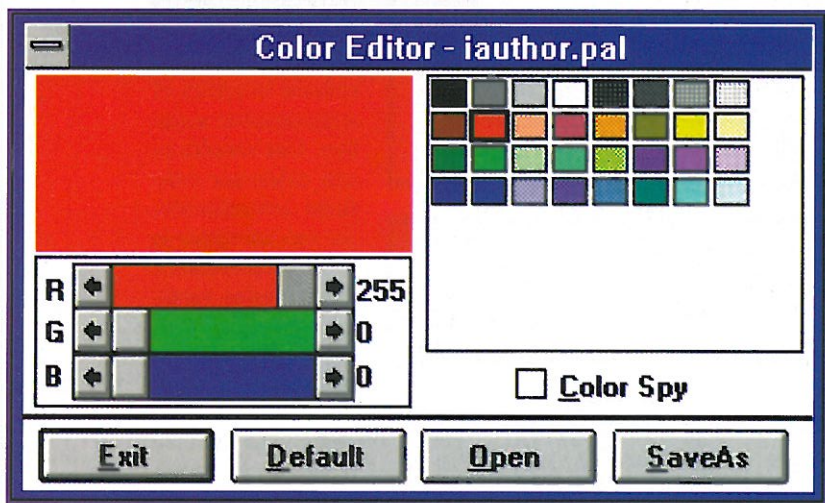 Color Editor - iauthor.pal
R 255
G 0
B 0
Color Spy
Exit Default Open SaveAs